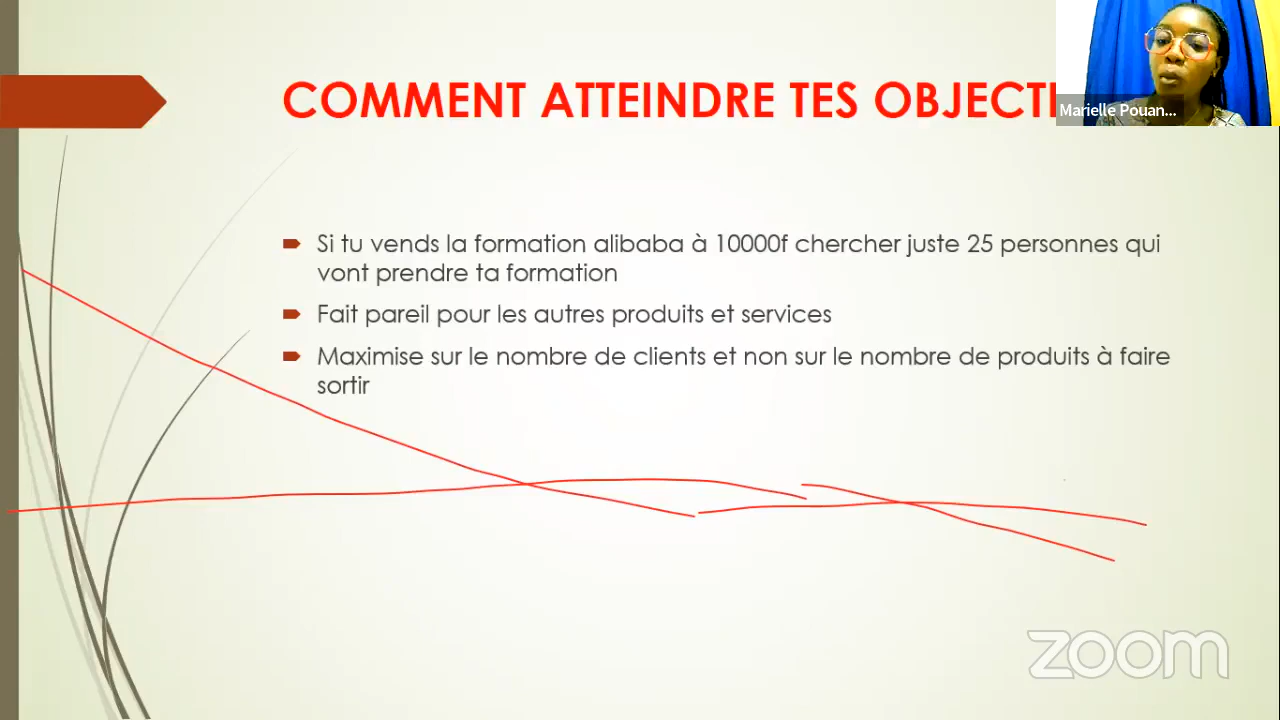 COMMENT ATTEINDRE TES OBJECTI
Marielle Pouan...
Si tu vends la formation alibaba à 10000f chercher juste 25 personnes qui
vont prendre ta formation
Fait pareil pour les autres produits et services
Maximise sur le nombre de clients et non sur le nombre de produits à faire
sortir
zoom